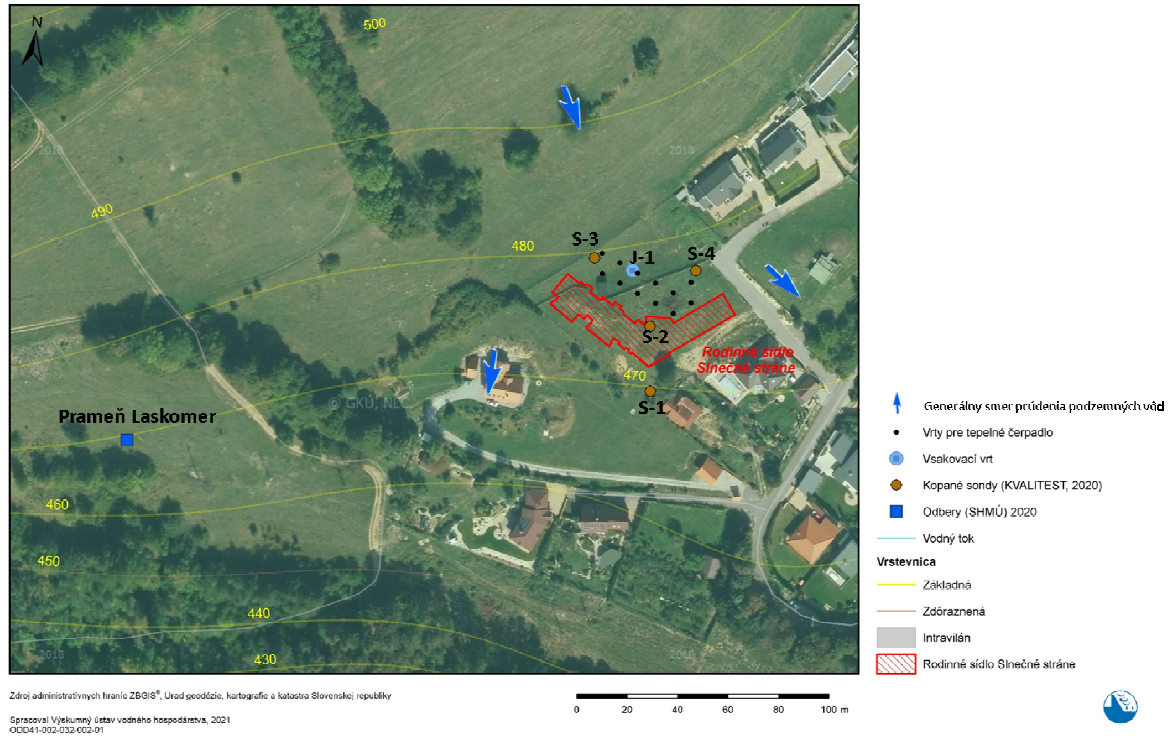 N
500
2018
2018
490
480
S-3
J-1
S-4
S-2
Rodinné sídlo
Slnečné stráne
470
S-1
© GKÚ, NLC
Prameň Laskomer
460
450
440
430
2018
2018
Generálny smer prúdenia podzemných vôd
Vrty pre tepelné čerpadlo
Vsakovací vrt
Kopané sondy (KVALITEST, 2020)
Odbery (SHMÚ) 2020
Vodný tok
Vrstevnica
Základná
Zdôraznená
Intravilán
Rodinné sídlo Slnečné stráne
Zdroj administratívnych hraníc ZBGIS®, Úrad geodézie, kartografie a katastra Slovenskej republiky
Spracoval Výskumný ústav vodného hospodárstva, 2021
ODD41-002-032-002-01
0 20 40 60 80 100 m